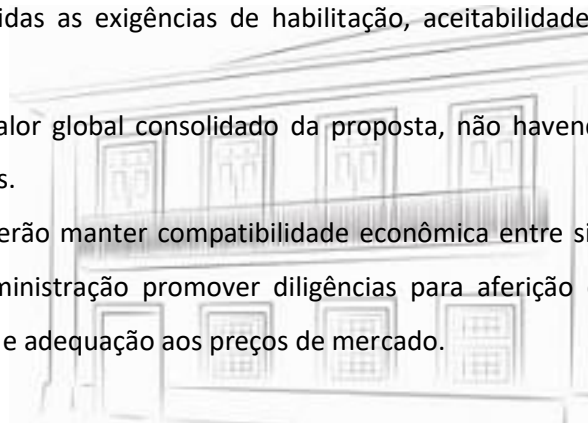 idas as exigências de habilitação, aceitabilidade
alor global consolidado da proposta, não havend
s.
erão manter compatibilidade econômica entre si
ministração promover diligências para aferição
e adequação aos preços de mercado.